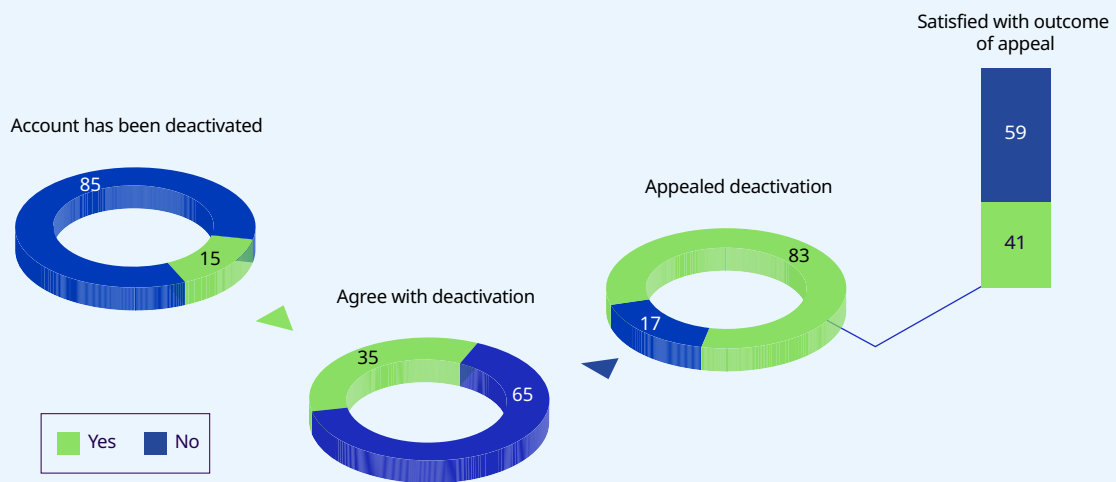 Satisfied with outcome
of appeal
59
41
Account has been deactivated
85
15
Appealed deactivation
83
17
Agree with deactivation
35
65
Yes
No